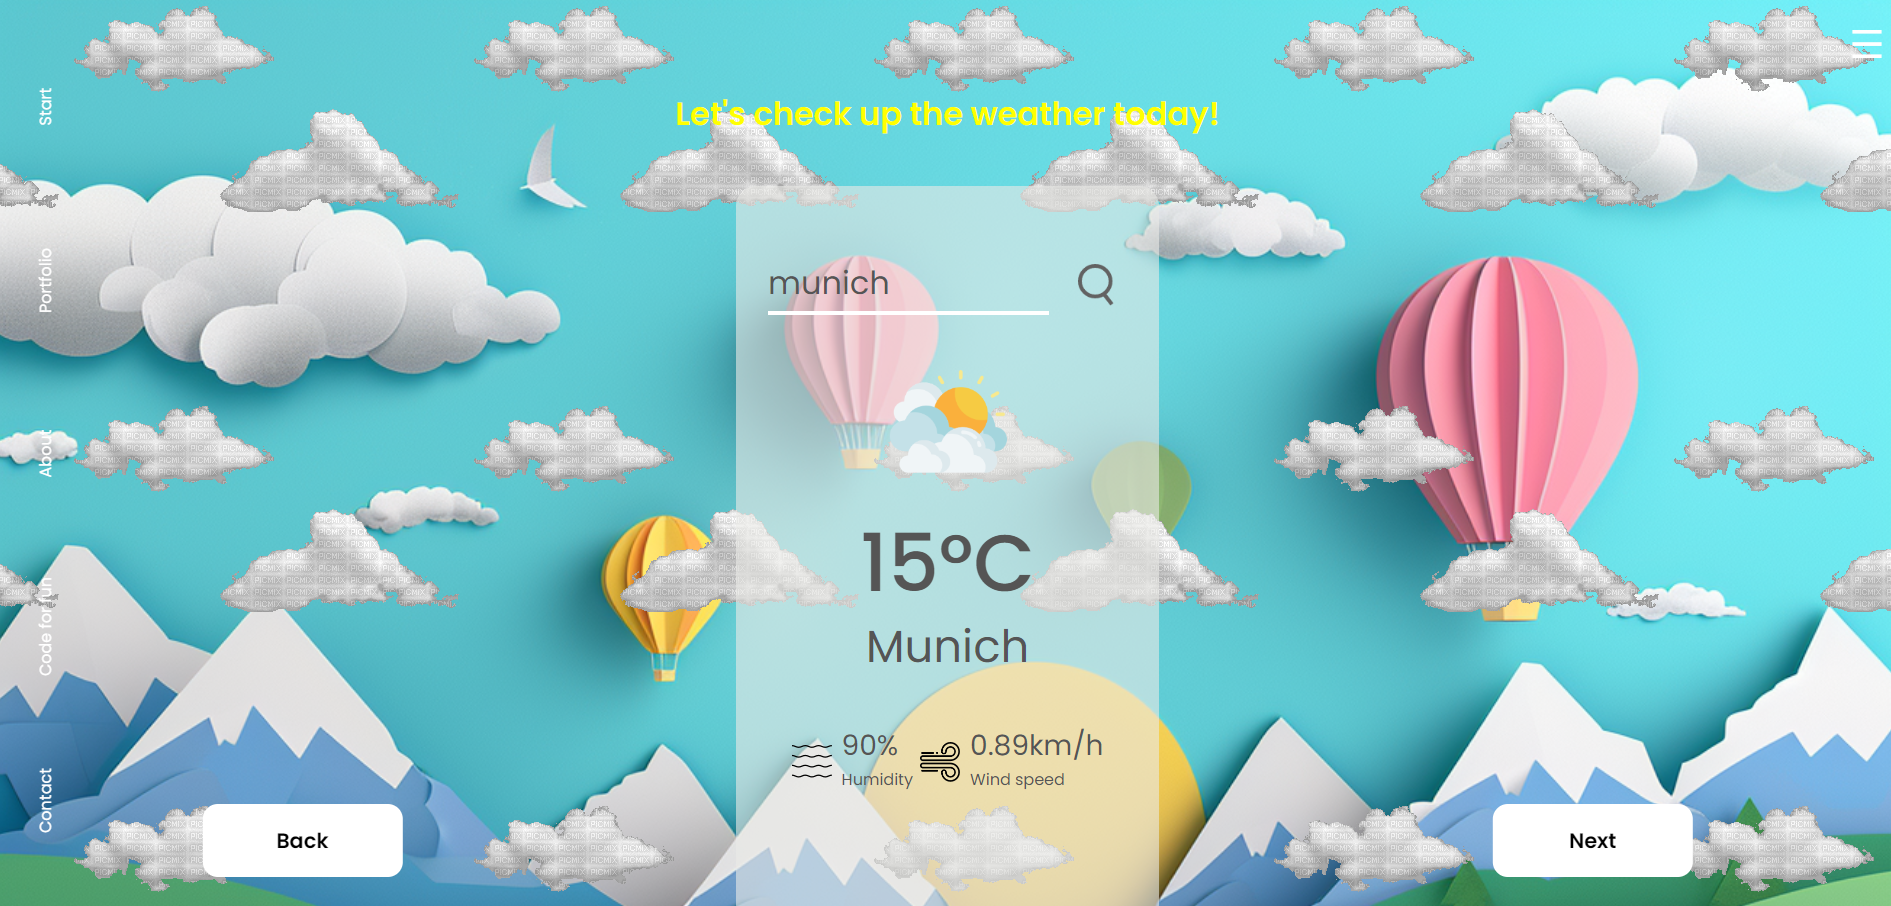 Let's check up the weather today!
Start
Portfolio
About
Code for fun
Contact
munich
15°C
Munich
90%
Humidity
0.89km/h
Wind speed
Back
Next
PICMIX